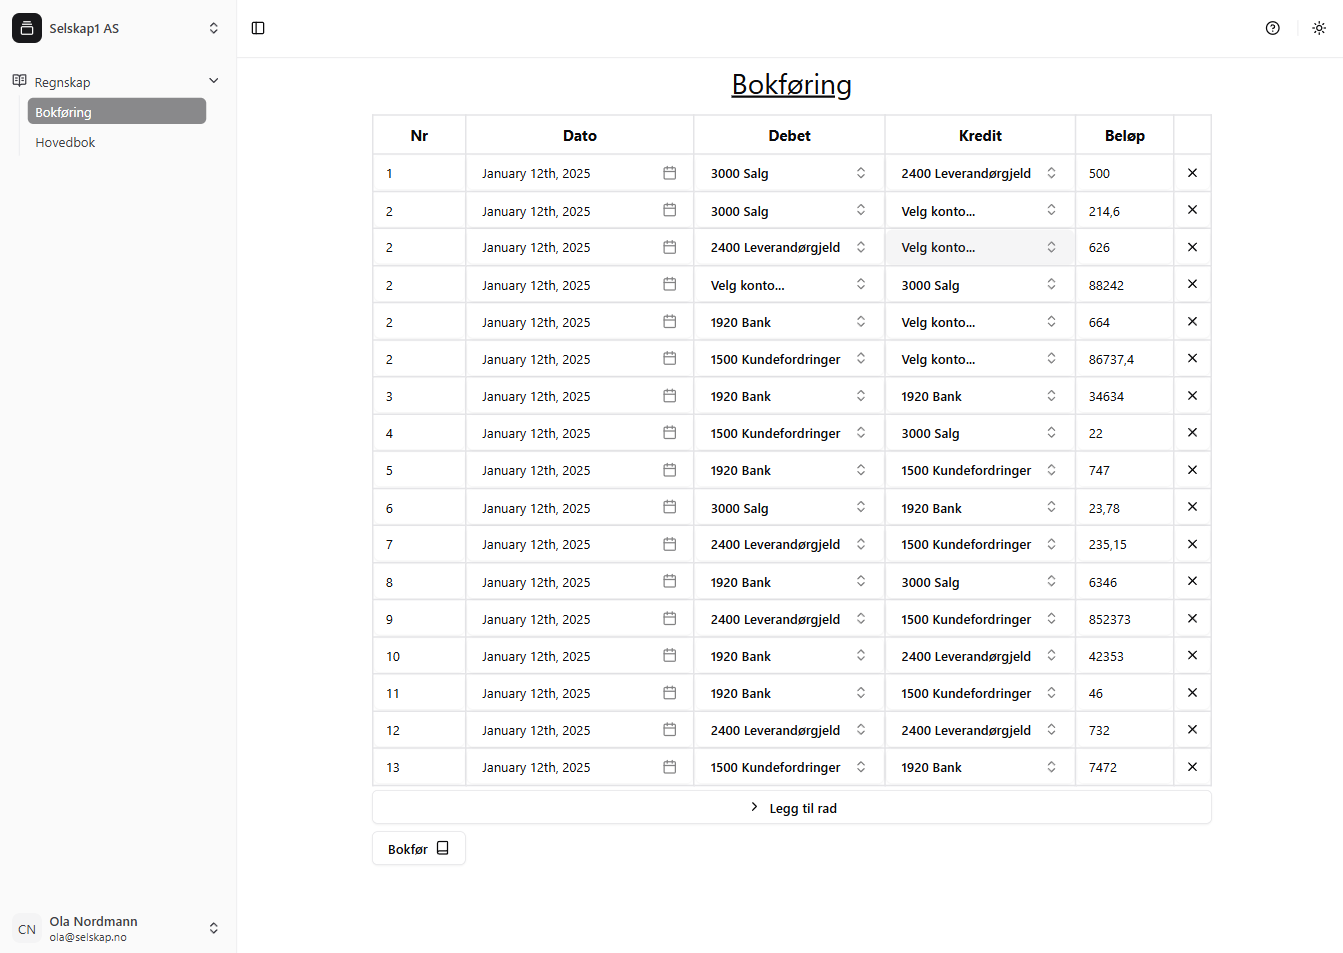 Selskap1 AS
Regnskap
Bokføring
Hovedbok
Bokføring
Nr Dato Debet Kredit Beløp
1 January 12th, 2025 3000 Salg 2400 Leverandørgjeld 500
2 January 12th, 2025 3000 Salg Velg konto... 214,6
2 January 12th, 2025 2400 Leverandørgjeld Velg konto... 626
2 January 12th, 2025 Velg konto... 3000 Salg 88242
2 January 12th, 2025 1920 Bank Velg konto... 664
2 January 12th, 2025 1500 Kundefordringer Velg konto... 86737,4
3 January 12th, 2025 1920 Bank 1920 Bank 34634
4 January 12th, 2025 1500 Kundefordringer 3000 Salg 22
5 January 12th, 2025 1920 Bank 1500 Kundefordringer 747
6 January 12th, 2025 3000 Salg 1920 Bank 23,78
7 January 12th, 2025 2400 Leverandørgjeld 1500 Kundefordringer 235,15
8 January 12th, 2025 1920 Bank 3000 Salg 6346
9 January 12th, 2025 2400 Leverandørgjeld 1500 Kundefordringer 852373
10 January 12th, 2025 1920 Bank 2400 Leverandørgjeld 42353
11 January 12th, 2025 1920 Bank 1500 Kundefordringer 46
12 January 12th, 2025 2400 Leverandørgjeld 2400 Leverandørgjeld 732
13 January 12th, 2025 1500 Kundefordringer 1920 Bank 7472
Legg til rad
Bokfør
CN
Ola Nordmann
ola@selskap.no